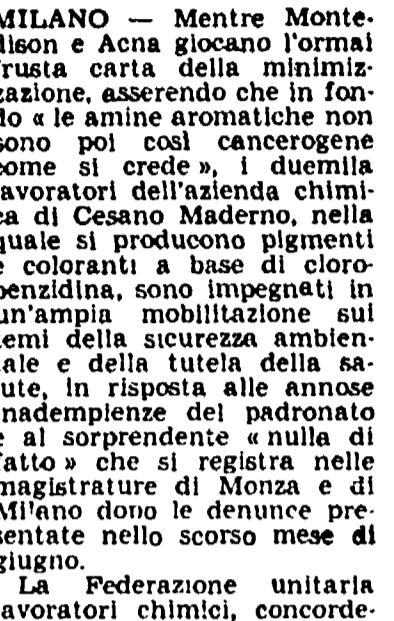 MILANO — Mentre Monte-
dison e Acna giocano l'ormai
frusta carta della minimiz-
zazione, asserendo che in fon-
do « le amine aromatiche non
sono poi così cancerogene
come si crede », i duemila
lavoratori dell'azienda chimi-
ca di Cesano Maderno, nella
quale si producono pigmenti
e coloranti a base di cloro-
benzidina, sono impegnati in
un'ampia mobilitazione sui
temi della sicurezza ambien-
tale e della tutela della sa-
lute, in risposta alle annose
inadempienze del padronato
e al sorprendente « nulla di
fatto » che si registra nelle
magistrature di Monza e di
Milano dono le denunce pre-
sentate nello scorso mese di
giugno.
La Federazione unitaria
lavoratori chimici, concorde-